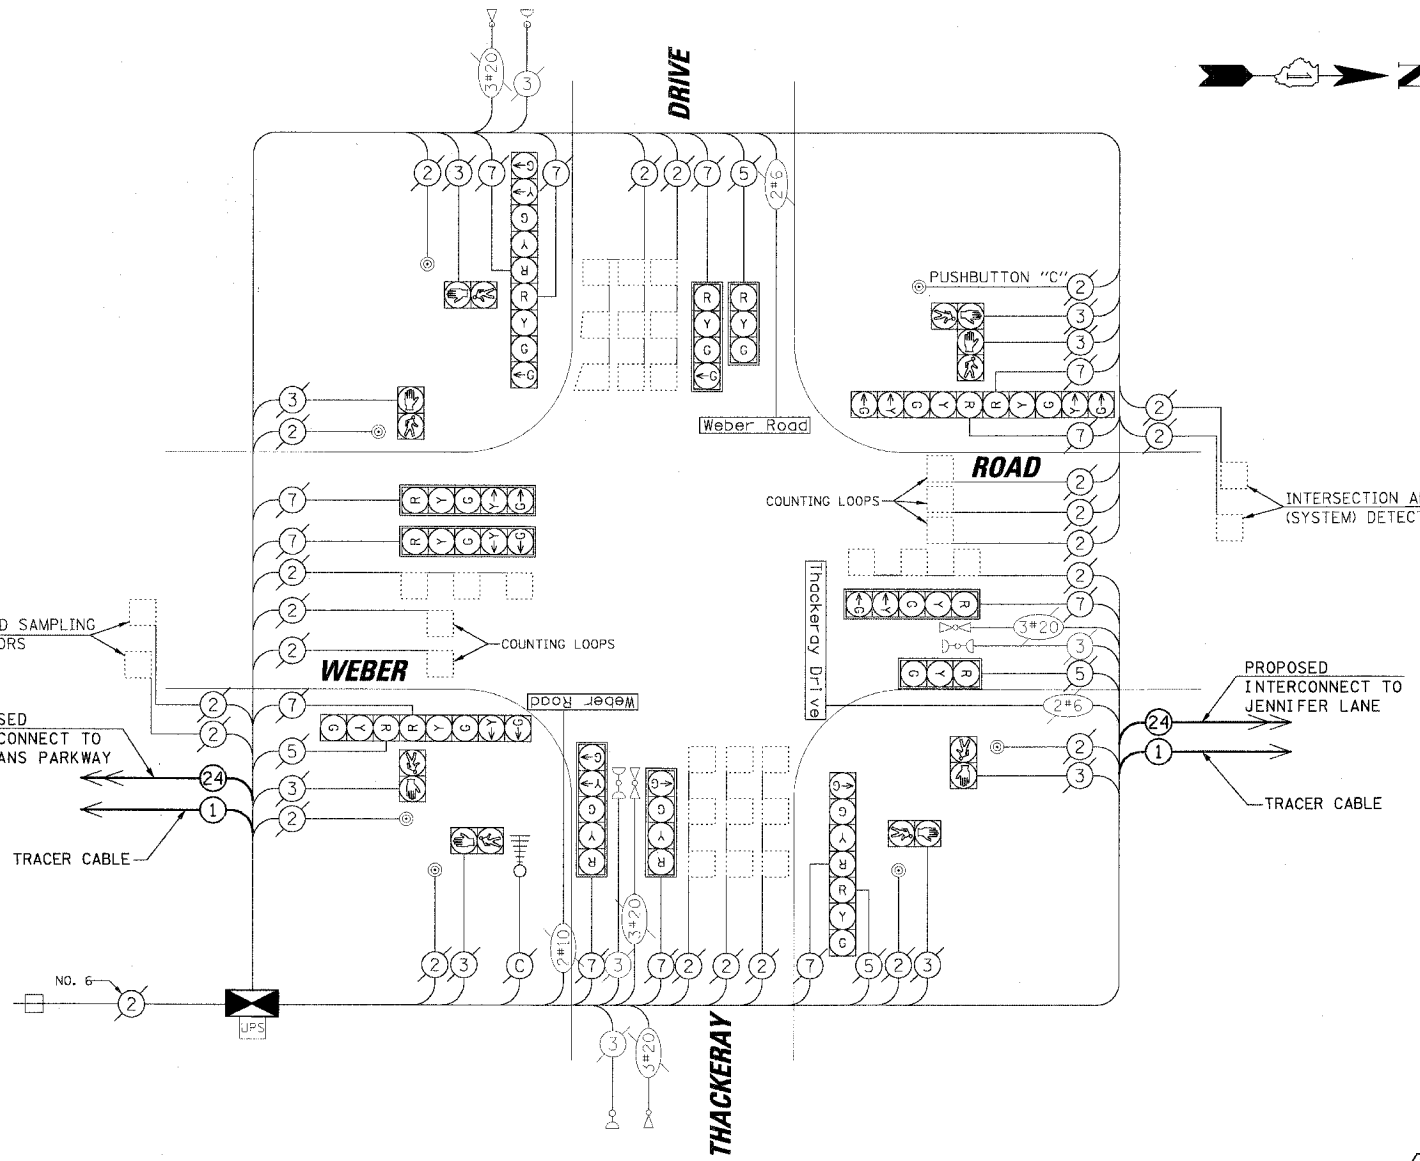 DRIVE
3#20
3
2
3
7
7
2
2
7
5
2#6
G
Y
G
Y
R
R
Y
G
G
R
Y
G
G
R
Y
G
PUSHBUTTON "C"
2
3
3
7
G
Y
G
Y
R
R
Y
G
Y
G
7
2
2
3
2
Weber Road
ROAD
COUNTING LOOPS
2
2
2
2
INTERSECTION A
(SYSTEM) DETECT
7
R
Y
G
Y
G
7
R
Y
G
Y
G
2
2
2
COUNTING LOOPS
D SAMPLING
ORS
WEBER
Thackeray Drive
G
Y
G
Y
R
7
3#20
3
G
Y
R
5
2#6
PROPOSED
INTERCONNECT TO
JENNIFER LANE
24
1
TRACER CABLE
2
3
2
2
SED
CONNECT TO
ANS PARKWAY
24
1
TRACER CABLE
7
G
Y
R
R
Y
G
Y
G
5
3
2
Weber Road
G
Y
G
Y
R
G
G
Y
R
G
G
Y
R
R
Y
G
2
3
C
2#10
7
3
3#20
7
2
2
2
7
5
2
3
NO. 6
2
UPS
3
3#20
THACKERAY